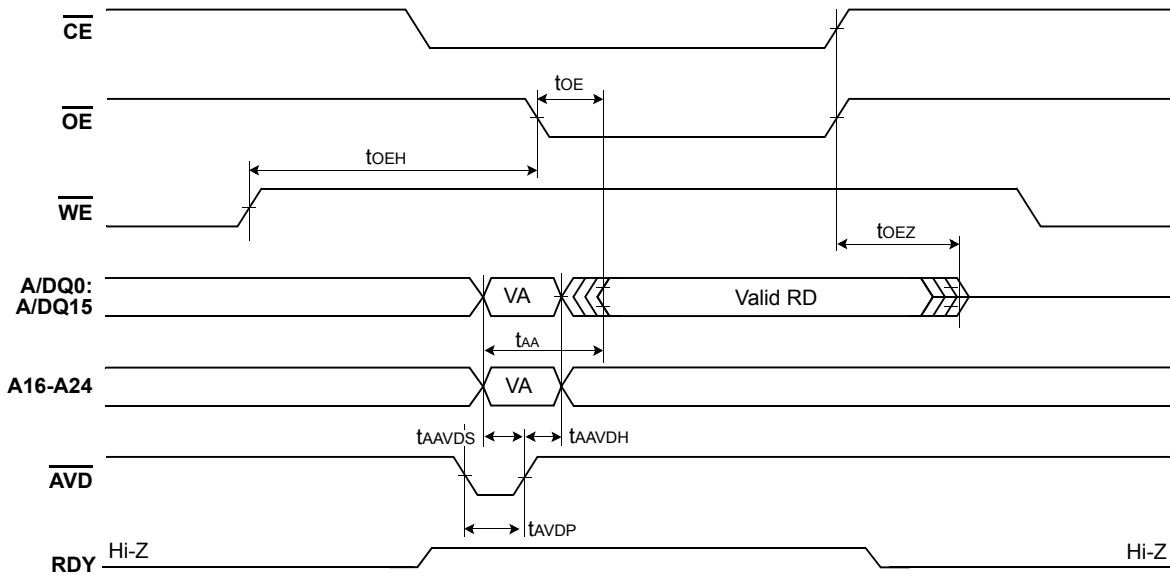 CE
tOE
OE
tOEH
WE
tOEZ
A/DQ0:
A/DQ15
VA
Valid RD
tAA
A16-A24
VA
tAAVDS
tAAVDH
AVD
tAVDP
Hi-Z
Hi-Z
RDY